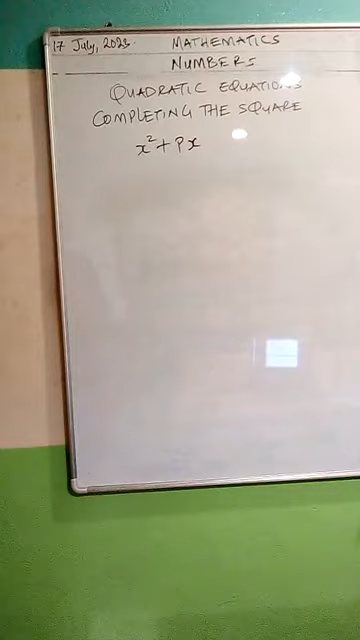 17 July, 2023. MATHEMATICS
NUMBERS
QUADRATIC EQUATIONS
COMPLETING THE SQUARE
x² + Px